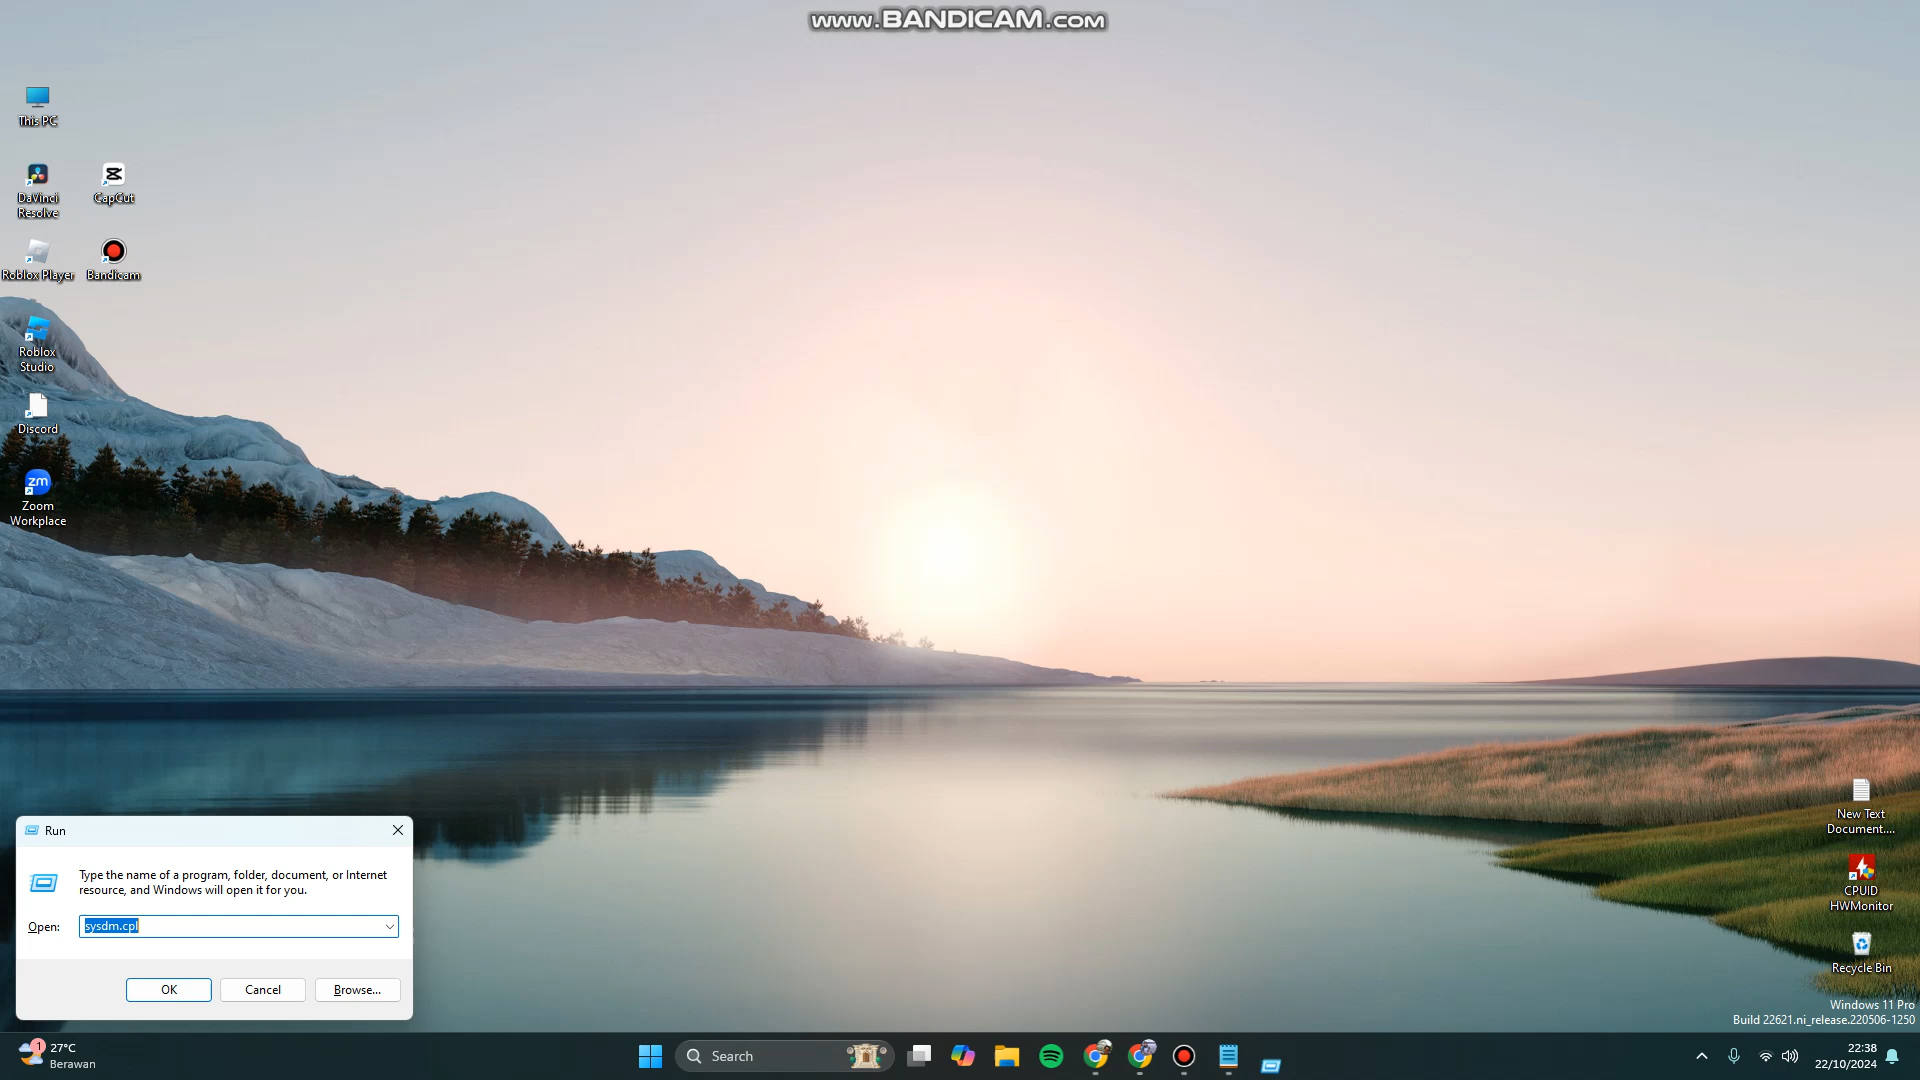 www.BANDICAM.com
This PC
DaVinci
Resolve
CapCut
Roblox Player
Bandicam
Roblox
Studio
Discord
zm
Zoom
Workplace
Run
Type the name of a program, folder, document, or Internet
resource, and Windows will open it for you.
Open:
sysdm.cpl
OK
Cancel
Browse...
New Text
Document....
CPUID
HWMonitor
Recycle Bin
Windows 11 Pro
Build 22621.ni_release.220506-1250
1
27°C
Berawan
Search
22:38
22/10/2024